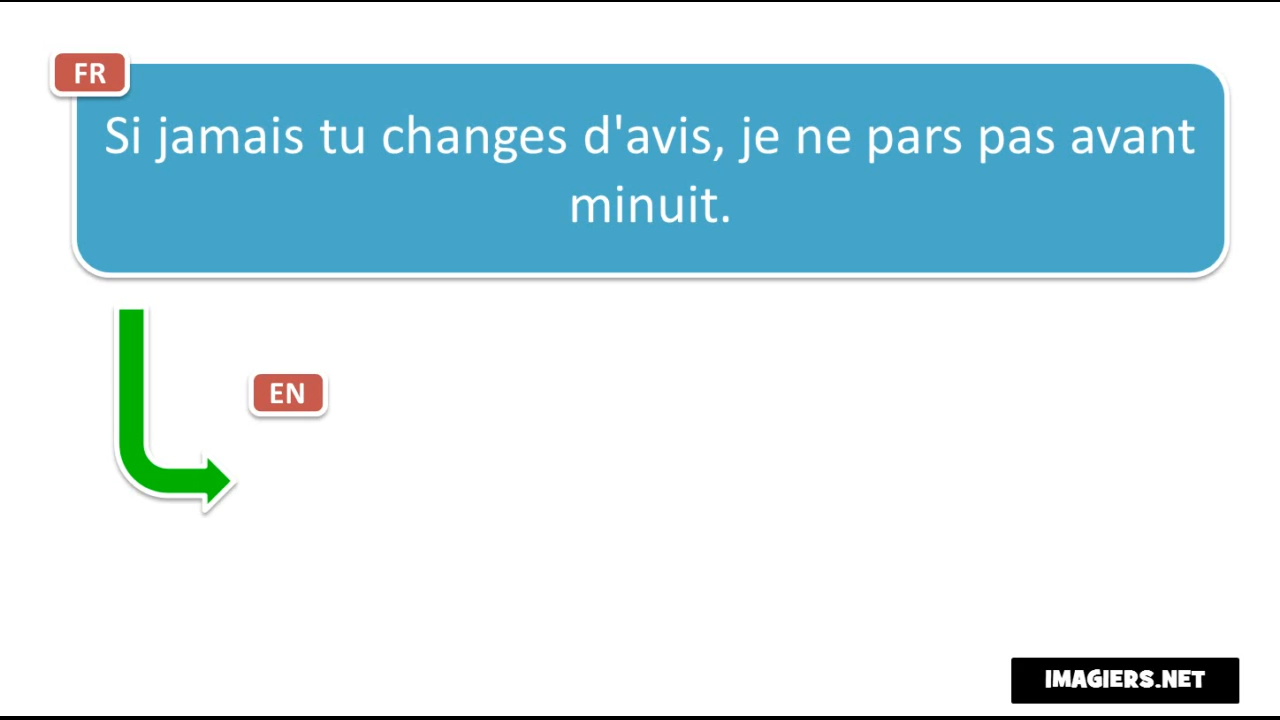 FR
Si jamais tu changes d'avis, je ne pars pas avant
minuit.
EN
IMAGIERS.NET